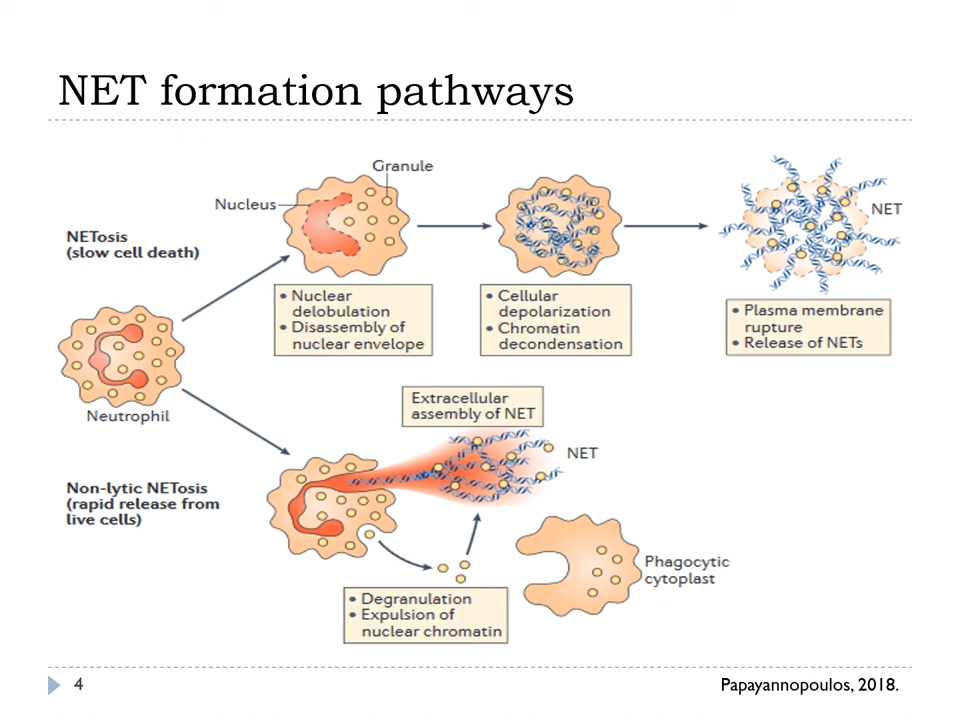 NET formation pathways
Granule
Nucleus
NETosis
(slow cell death)
NET
• Nuclear
delobulation
• Disassembly of
nuclear envelope
• Cellular
depolarization
• Chromatin
decondensation
• Plasma membrane
rupture
• Release of NETs
Neutrophil
Extracellular
assembly of NET
NET
Non-lytic NETosis
(rapid release from
live cells)
Phagocytic
cytoplast
• Degranulation
• Expulsion of
nuclear chromatin
4
Papayannopoulos, 2018.